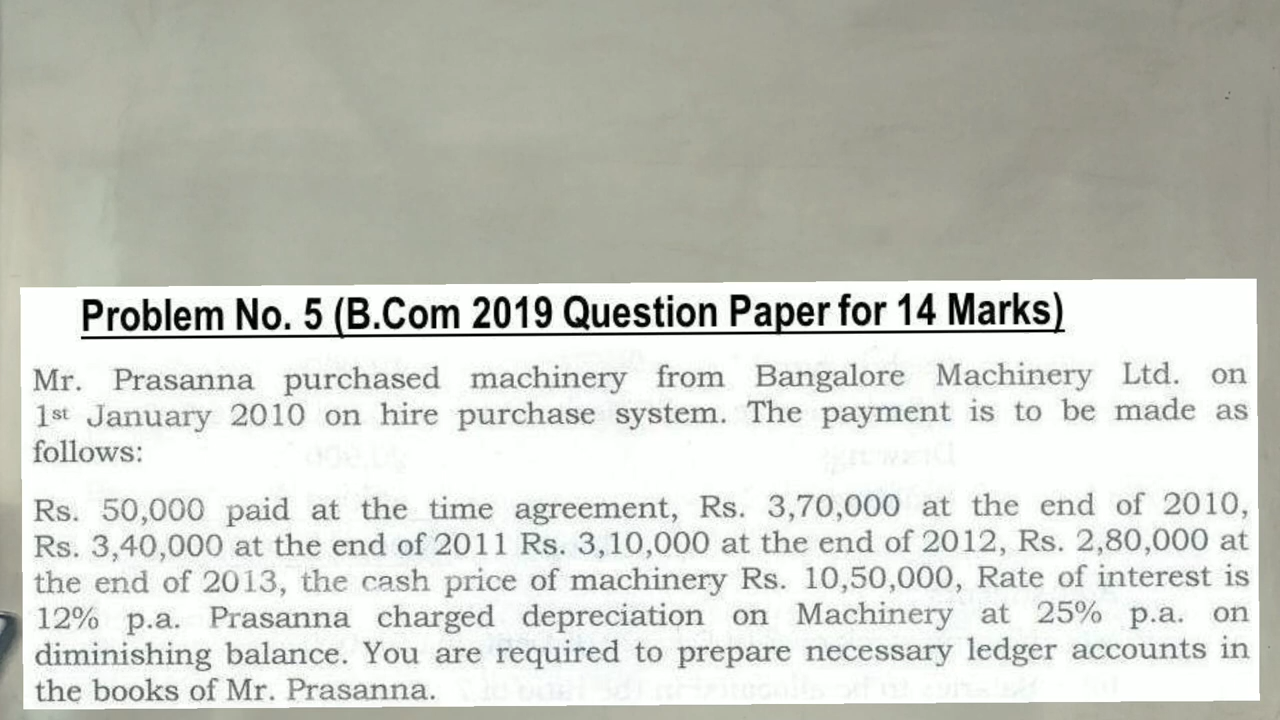 Problem No. 5 (B.Com 2019 Question Paper for 14 Marks)
Mr. Prasanna purchased machinery from Bangalore Machinery Ltd. on
1st January 2010 on hire purchase system. The payment is to be made as
follows:
Rs. 50,000 paid at the time agreement, Rs. 3,70,000 at the end of 2010,
Rs. 3,40,000 at the end of 2011 Rs. 3,10,000 at the end of 2012, Rs. 2,80,000 at
the end of 2013, the cash price of machinery Rs. 10,50,000, Rate of interest is
12% p.a. Prasanna charged depreciation on Machinery at 25% p.a. on
diminishing balance. You are required to prepare necessary ledger accounts in
the books of Mr. Prasanna.